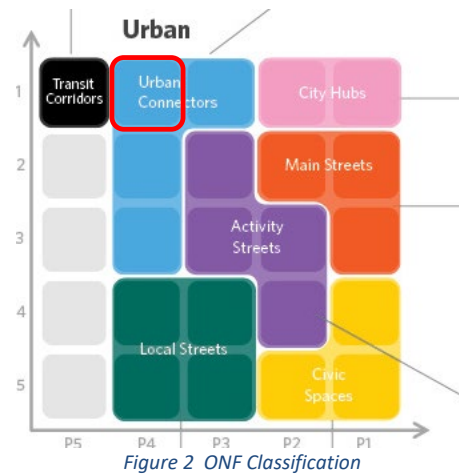 Urban
1
Transit
Corridors
Urban
Connectors
City Hubs
2
Main Streets
3
Activity
Streets
4
Local Streets
5
Civic
Spaces
P5 P4 P3 P2 P1
Figure 2 ONF Classification